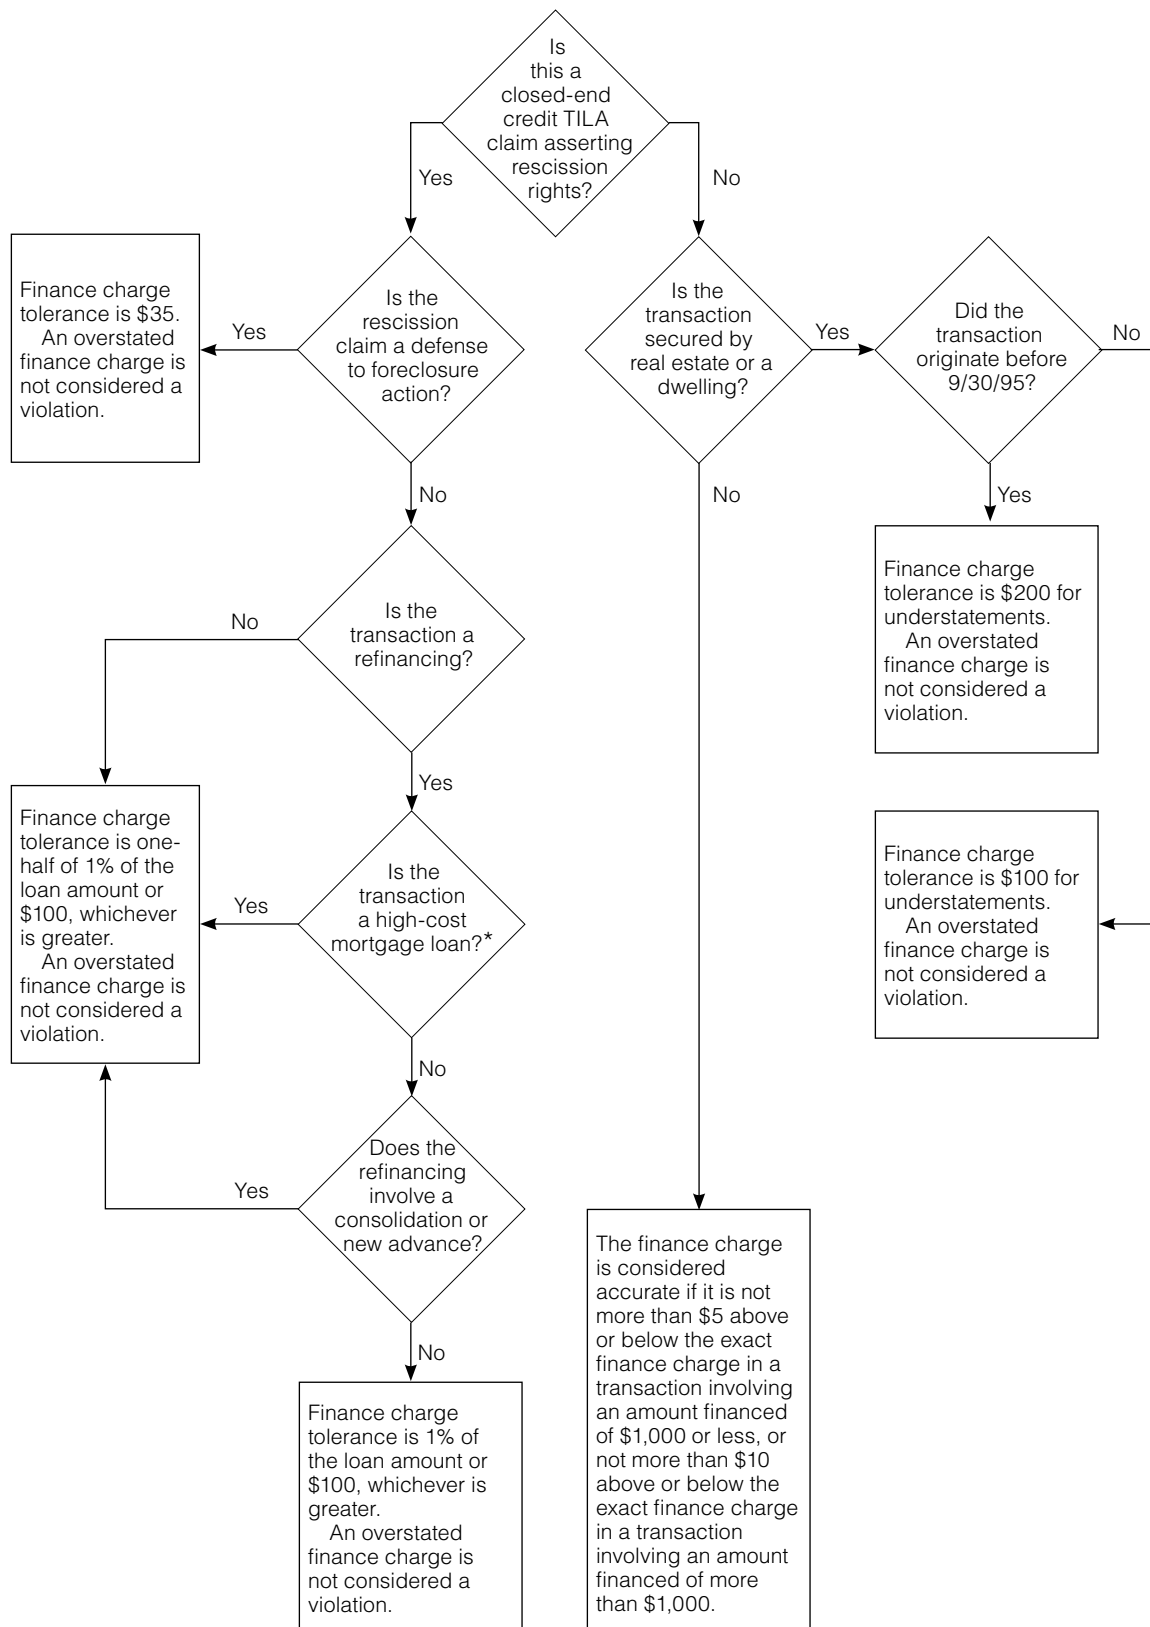 Is
this a
closed-end
credit TILA
claim asserting
rescission
rights?
Yes
No
Finance charge
tolerance is $35.
An overstated
finance charge is
not considered a
violation.
Yes
Is the
rescission
claim a defense
to foreclosure
action?
Is the
transaction
secured by
real estate or a
dwelling?
Yes
Did the
transaction
originate before
9/30/95?
No
No
No
Yes
Finance charge
tolerance is $200 for
understatements.
An overstated
finance charge is
not considered a
violation.
No
Is the
transaction a
refinancing?
Yes
Finance charge
tolerance is one-
half of 1% of the
loan amount or
$100, whichever
is greater.
An overstated
finance charge is
not considered a
violation.
Yes
Is the
transaction
a high-cost
mortgage loan?*
Finance charge
tolerance is $100 for
understatements.
An overstated
finance charge is
not considered a
violation.
No
Yes
Does the
refinancing
involve a
consolidation or
new advance?
No
Finance charge
tolerance is 1% of
the loan amount or
$100, whichever is
greater.
An overstated
finance charge is
not considered a
violation.
The finance charge
is considered
accurate if it is not
more than $5 above
or below the exact
finance charge in a
transaction involving
an amount financed
of $1,000 or less, or
not more than $10
above or below the
exact finance charge
in a transaction
involving an amount
financed of more
than $1,000.